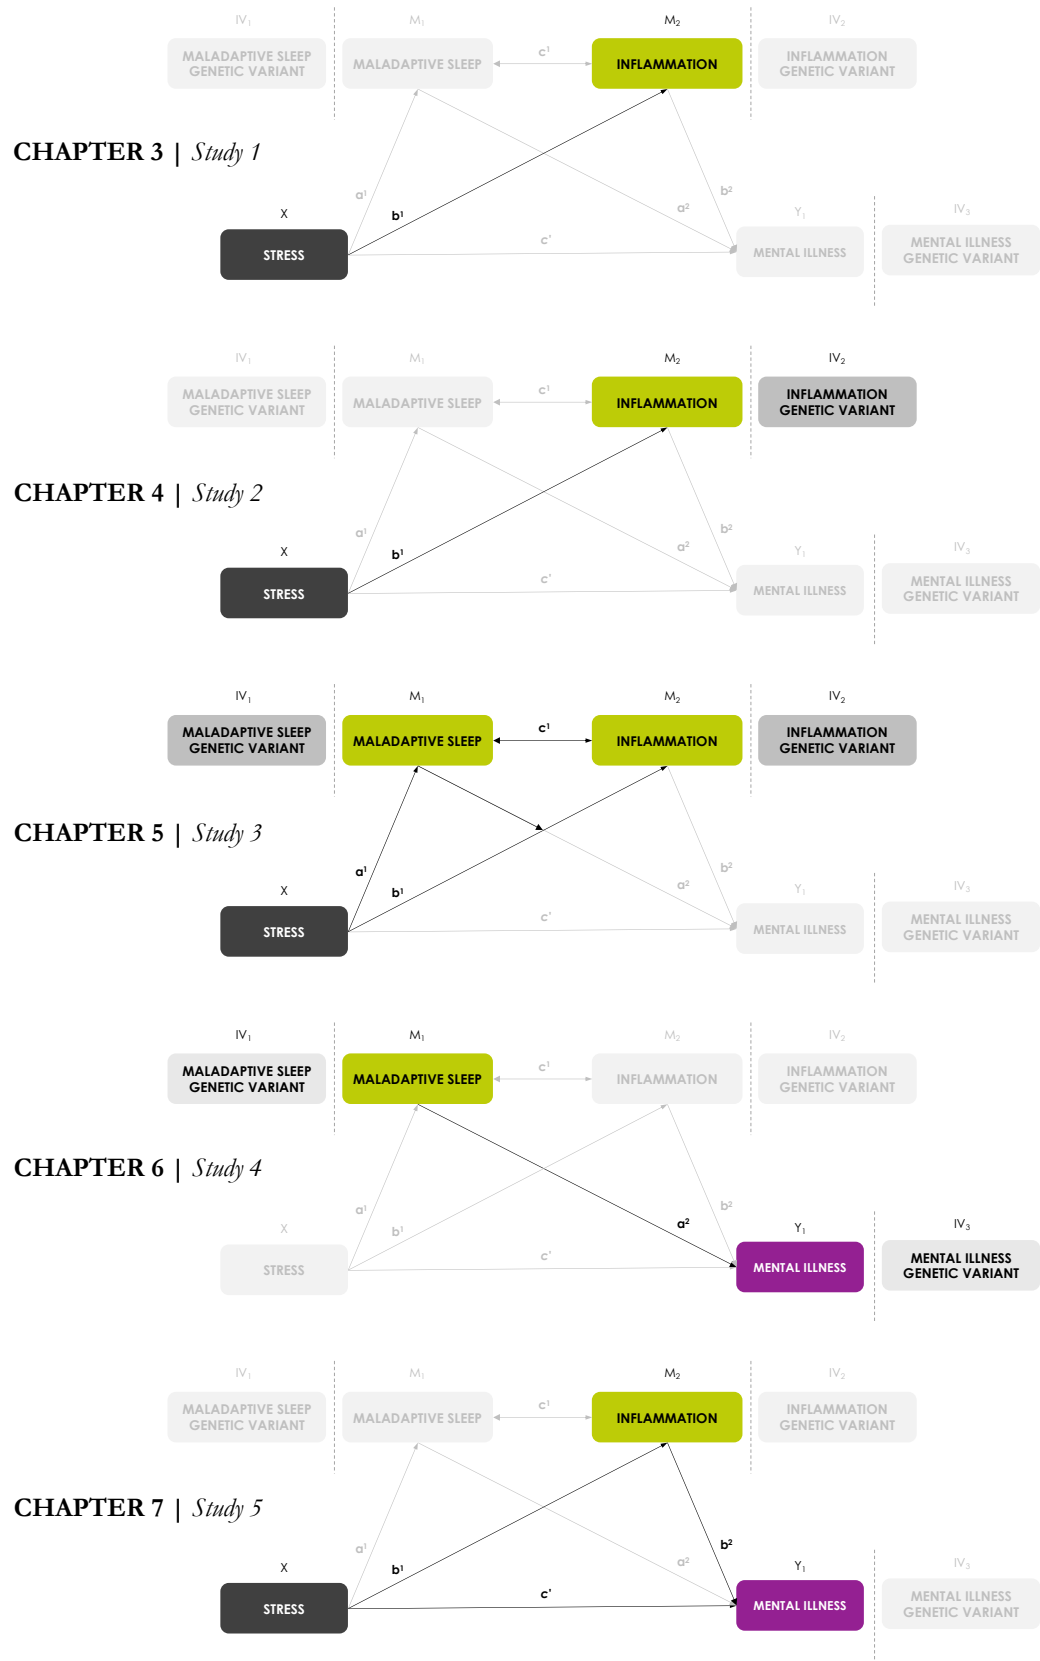 IV₁
M₁
M₂
IV₂
MALADAPTIVE SLEEP
GENETIC VARIANT
MALADAPTIVE SLEEP
c¹
INFLAMMATION
INFLAMMATION
GENETIC VARIANT
CHAPTER 3 | Study 1
a¹
b¹
a²
b²
c'
X
STRESS
Y₁
MENTAL ILLNESS
IV₃
MENTAL ILLNESS
GENETIC VARIANT
IV₁
M₁
M₂
IV₂
MALADAPTIVE SLEEP
GENETIC VARIANT
MALADAPTIVE SLEEP
c¹
INFLAMMATION
INFLAMMATION
GENETIC VARIANT
CHAPTER 4 | Study 2
a¹
b¹
a²
b²
c'
X
STRESS
Y₁
MENTAL ILLNESS
IV₃
MENTAL ILLNESS
GENETIC VARIANT
IV₁
M₁
M₂
IV₂
MALADAPTIVE SLEEP
GENETIC VARIANT
MALADAPTIVE SLEEP
c¹
INFLAMMATION
INFLAMMATION
GENETIC VARIANT
CHAPTER 5 | Study 3
a¹
b¹
a²
b²
c'
X
STRESS
Y₁
MENTAL ILLNESS
IV₃
MENTAL ILLNESS
GENETIC VARIANT
IV₁
M₁
M₂
IV₂
MALADAPTIVE SLEEP
GENETIC VARIANT
MALADAPTIVE SLEEP
c¹
INFLAMMATION
INFLAMMATION
GENETIC VARIANT
CHAPTER 6 | Study 4
a¹
b¹
a²
b²
c'
X
STRESS
Y₁
MENTAL ILLNESS
IV₃
MENTAL ILLNESS
GENETIC VARIANT
IV₁
M₁
M₂
IV₂
MALADAPTIVE SLEEP
GENETIC VARIANT
MALADAPTIVE SLEEP
c¹
INFLAMMATION
INFLAMMATION
GENETIC VARIANT
CHAPTER 7 | Study 5
a¹
b¹
a²
b²
c'
X
STRESS
Y₁
MENTAL ILLNESS
IV₃
MENTAL ILLNESS
GENETIC VARIANT